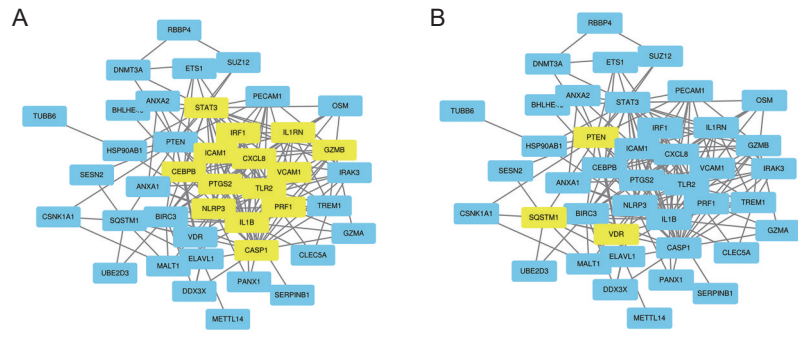 A
RBBP4
DNMT3A
ETS1
SUZ12
ANXA2
STAT3
PECAM1
OSM
TUBB6
PTEN
IRF1
IL1RN
HSP90AB1
ICAM1
CXCL8
GZMB
SESN2
CEBPB
VCAM1
IRAK3
ANXA1
PTGS2
TLR2
CSNK1A1
SQSTM1
BIRC3
NLRP3
PRF1
TREM1
IL1B
VDR
GZMA
UBE2D3
MALT1
ELAVL1
CASP1
CLEC5A
DDX3X
PANX1
SERPINB1
METTL14
B
RBBP4
DNMT3A
ETS1
SUZ12
ANXA2
STAT3
PECAM1
OSM
TUBB6
PTEN
IRF1
IL1RN
HSP90AB1
ICAM1
CXCL8
GZMB
SESN2
CEBPB
VCAM1
IRAK3
ANXA1
PTGS2
TLR2
CSNK1A1
SQSTM1
BIRC3
NLRP3
PRF1
TREM1
IL1B
VDR
GZMA
UBE2D3
MALT1
ELAVL1
CASP1
CLEC5A
DDX3X
PANX1
SERPINB1
METTL14